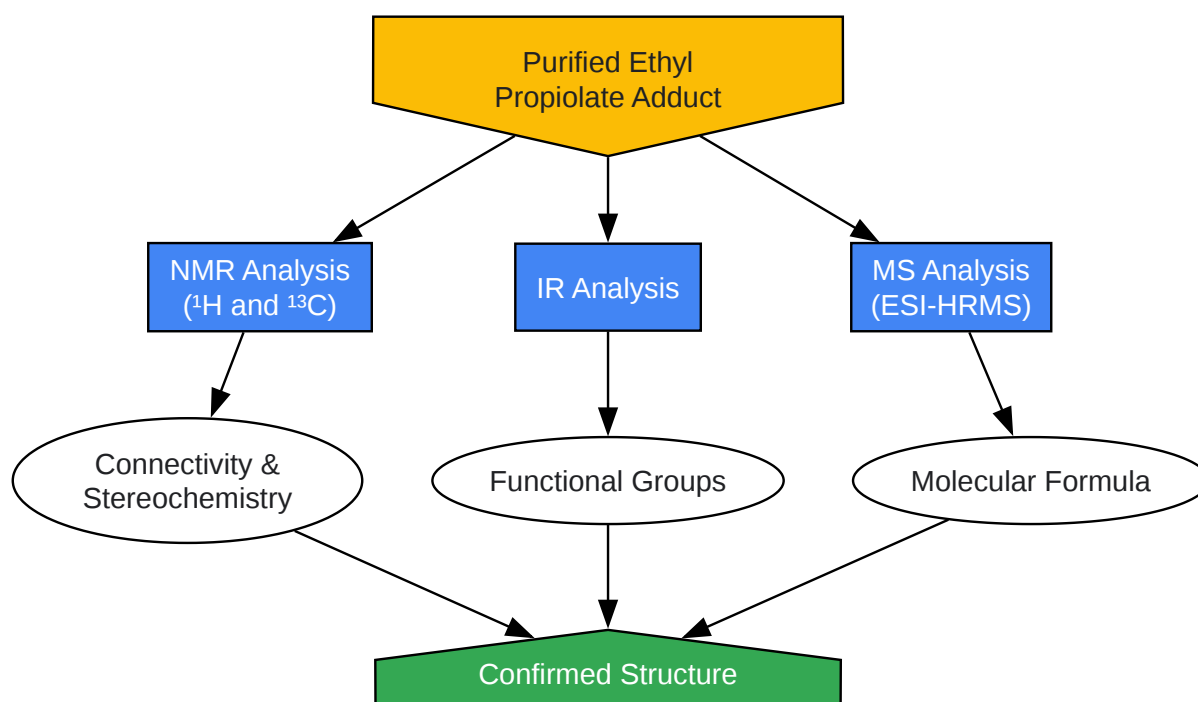 Purified Ethyl
Propiolate Adduct
NMR Analysis
(¹H and ¹³C)
IR Analysis
MS Analysis
(ESI-HRMS)
Connectivity &
Stereochemistry
Functional Groups
Molecular Formula
Confirmed Structure